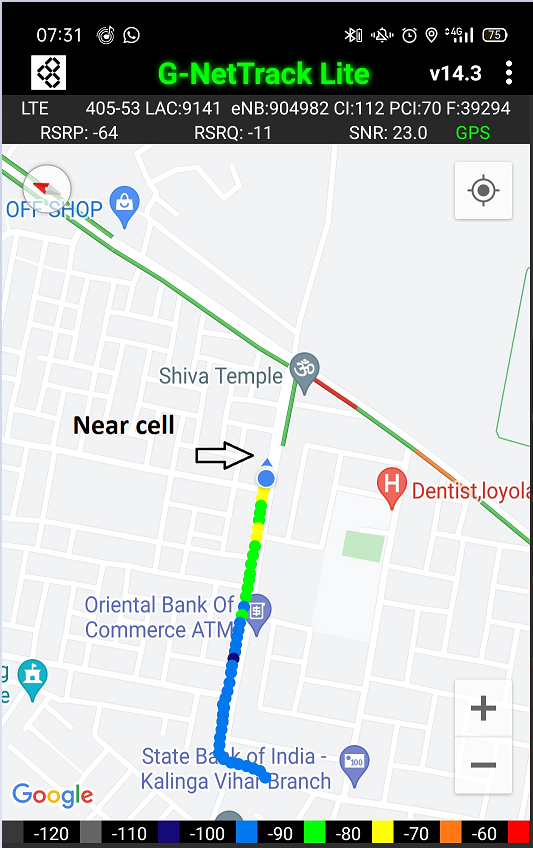 07:31 4G 75
G-NetTrack Lite v14.3
LTE 405-53 LAC:9141 eNB:904982 CI:112 PCI:70 F:39294
RSRP: -64 RSRQ: -11 SNR: 23.0 GPS
OFF SHOP
Shiva Temple
Near cell
H
Dentist,loyola
Oriental Bank Of
Commerce ATM
g
e
State Bank of India -
Kalinga Vihar Branch
100
Google
-120 -110 -100 -90 -80 -70 -60